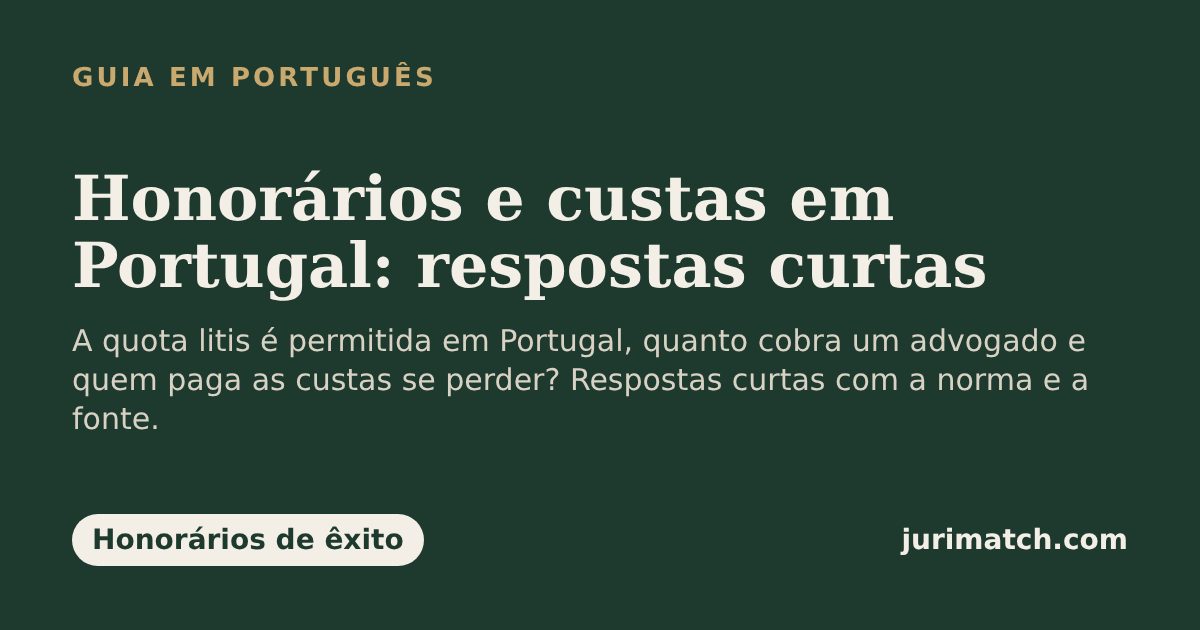 GUIA EM PORTUGUÊS
Honorários e custas em
Portugal: respostas curtas
A quota litis é permitida em Portugal, quanto cobra um advogado e
quem paga as custas se perder? Respostas curtas com a norma e a
fonte.
Honorários de êxito
jurimatch.com